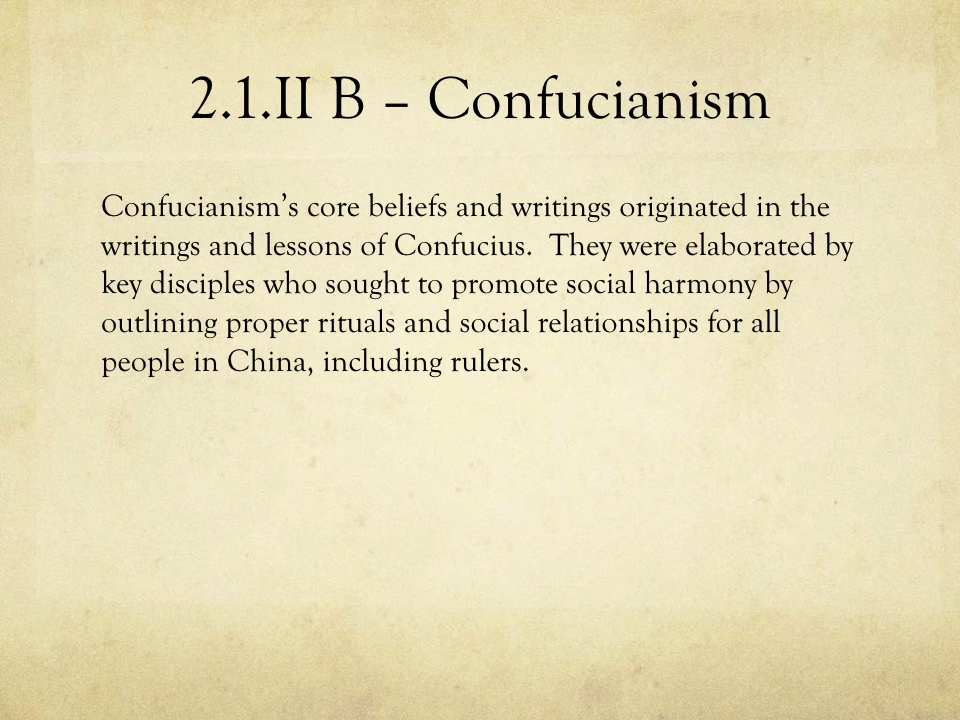 2.1.II B – Confucianism
Confucianism’s core beliefs and writings originated in the
writings and lessons of Confucius.  They were elaborated by
key disciples who sought to promote social harmony by
outlining proper rituals and social relationships for all
people in China, including rulers.